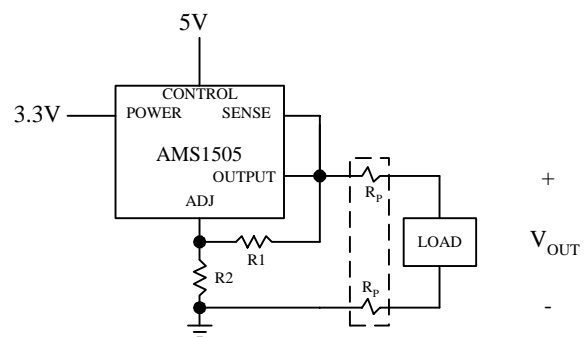 5V
CONTROL
3.3V
POWER SENSE
AMS1505
OUTPUT
ADJ
R1
R2
RP
RP
LOAD
+
VOUT
-